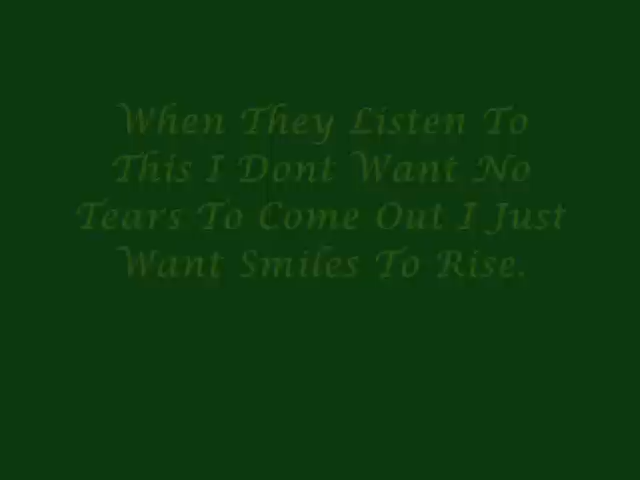 When They Listen To
This I Dont Want No
Tears To Come Out I Just
Want Smiles To Rise.